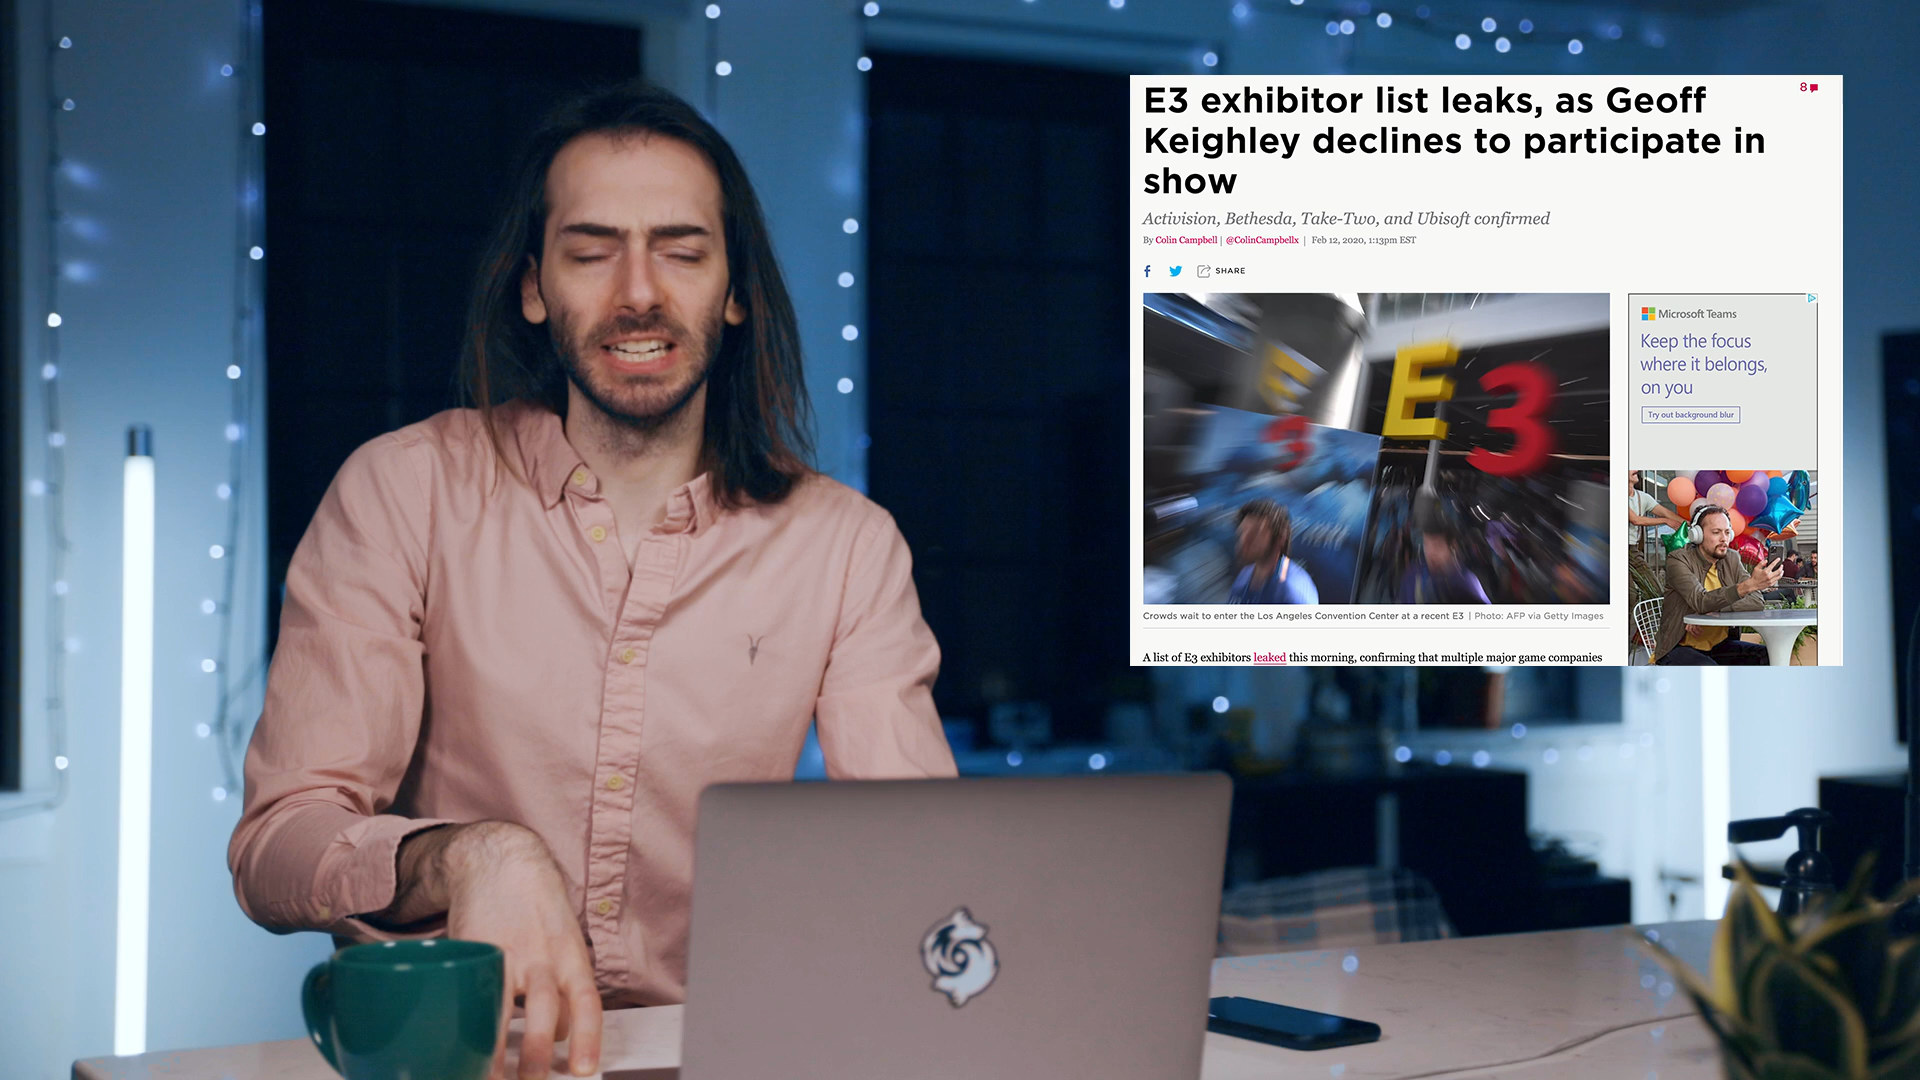 E3 exhibitor list leaks, as Geoff
8
Keighley declines to participate in
show
Activision, Bethesda, Take-Two, and Ubisoft confirmed
By Colin Campbell | @ColinCampbellx | Feb 12, 2020, 1:13pm EST
SHARE
E3
E3
Microsoft Teams
Keep the focus
where it belongs,
on you
Try out background blur
Crowds wait to enter the Los Angeles Convention Center at a recent E3 | Photo: AFP via Getty Images
A list of E3 exhibitors leaked this morning, confirming that multiple major game companies